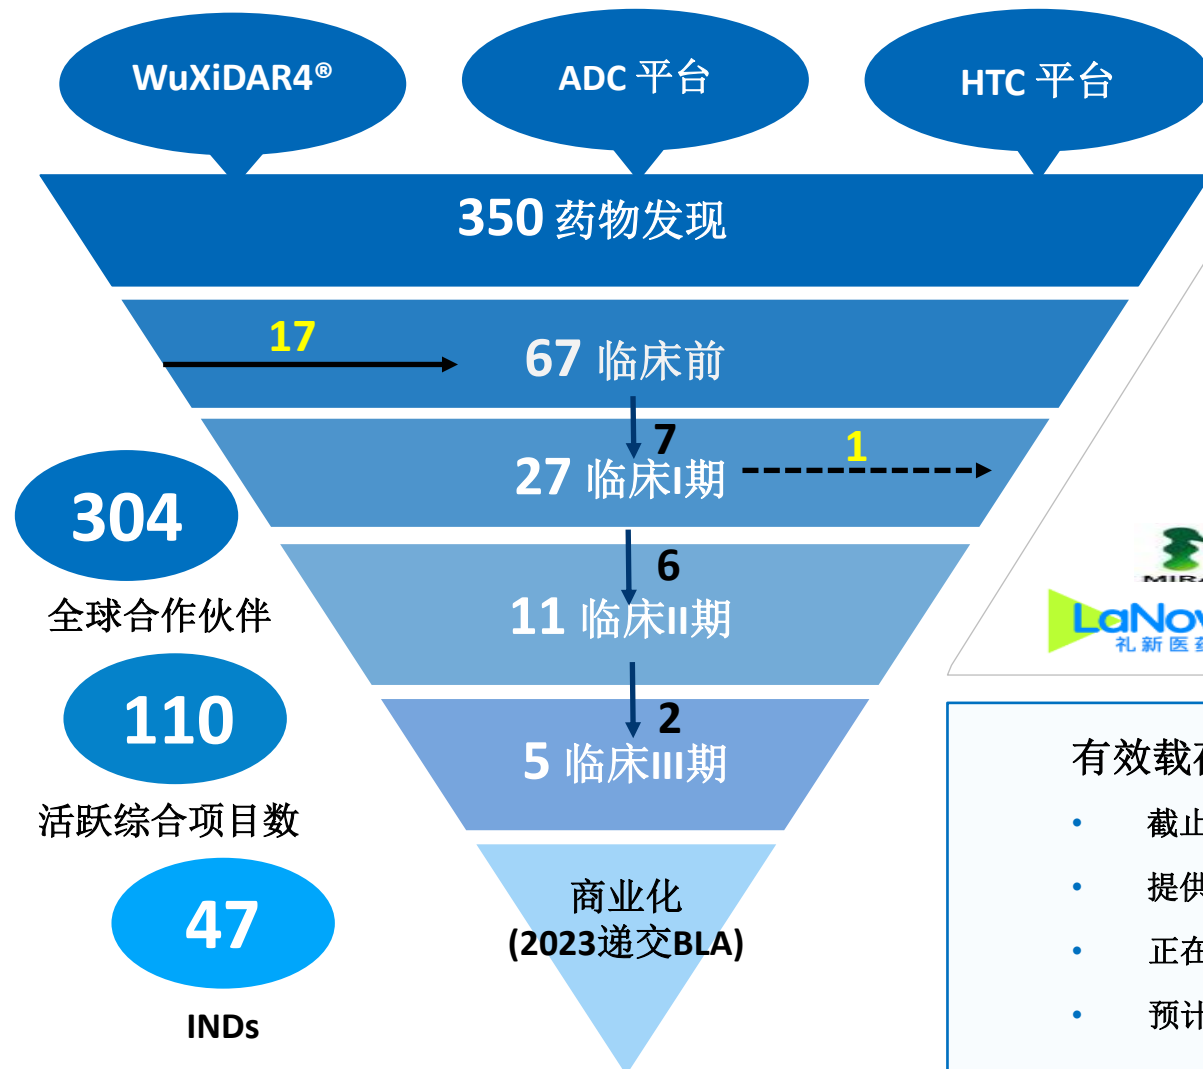 WuXiDAR4®
ADC 平台
HTC 平台
350 药物发现
17
67 临床前
7
27 临床I期
1
6
11 临床II期
2
5 临床III期
商业化
(2023递交BLA)
304
全球合作伙伴
110
活跃综合项目数
47
INDs
MIRA
LaNov
礼新医药
有效载荷
• 截止
• 提供
• 正在
• 预计